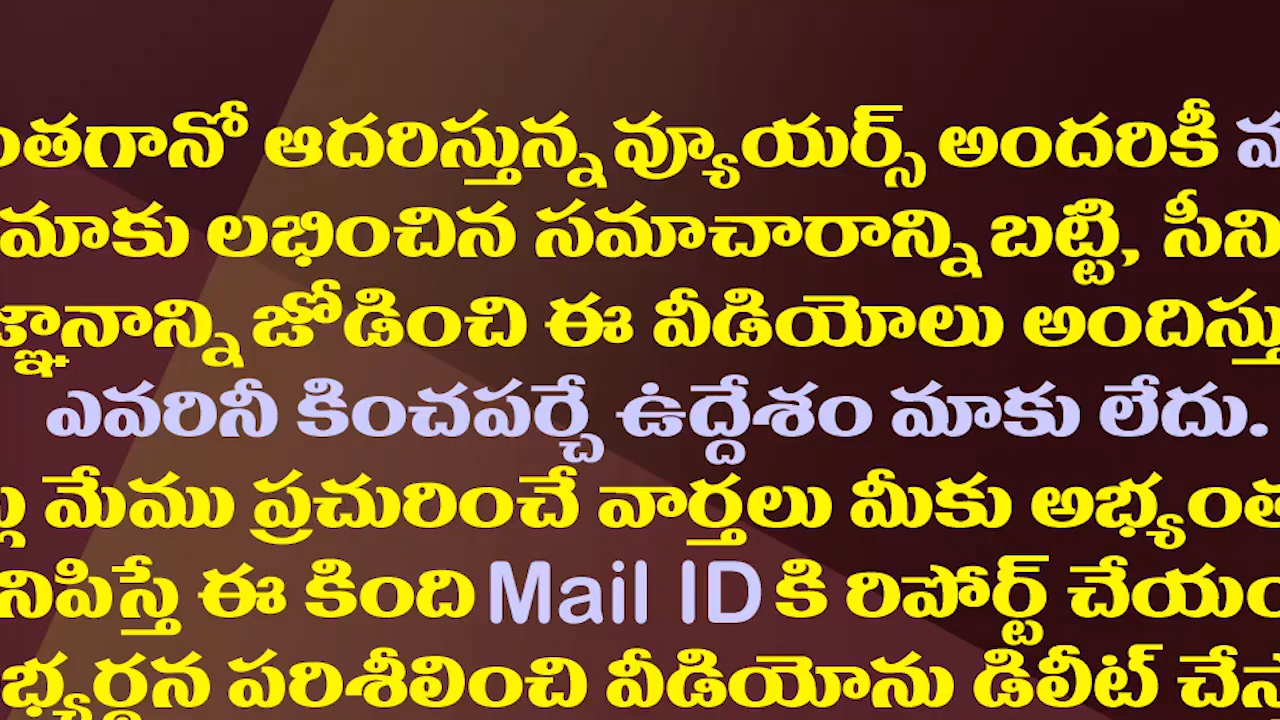 ఆదరిస్తున్న వ్యూయర్స్ అందరికీ
మాకు లభించిన సమాచారాన్ని బట్టి,
జోడించి ఈ వీడియోలు
ఎవరినీ కించపర్చే ఉద్దేశం మాకు లేదు.
మేము ప్రచురించే వార్తలు మీకు
ఈ కింది Mail ID కి రిపోర్ట్
పరిశీలించి వీడియోను డిలీట్